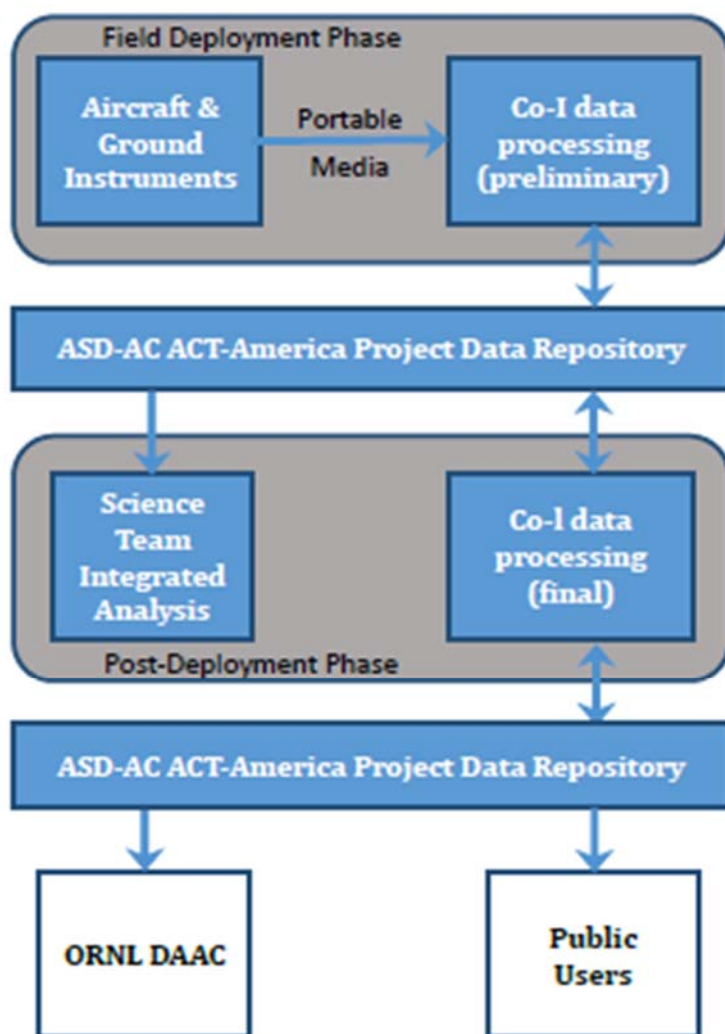 Field Deployment Phase
Aircraft &
Ground
Instruments
Portable
Media
Co-I data
processing
(preliminary)
ASD-AC ACT-America Project Data Repository
Science
Team
Integrated
Analysis
Co-l data
processing
(final)
Post-Deployment Phase
ASD-AC ACT-America Project Data Repository
ORNL DAAC
Public
Users